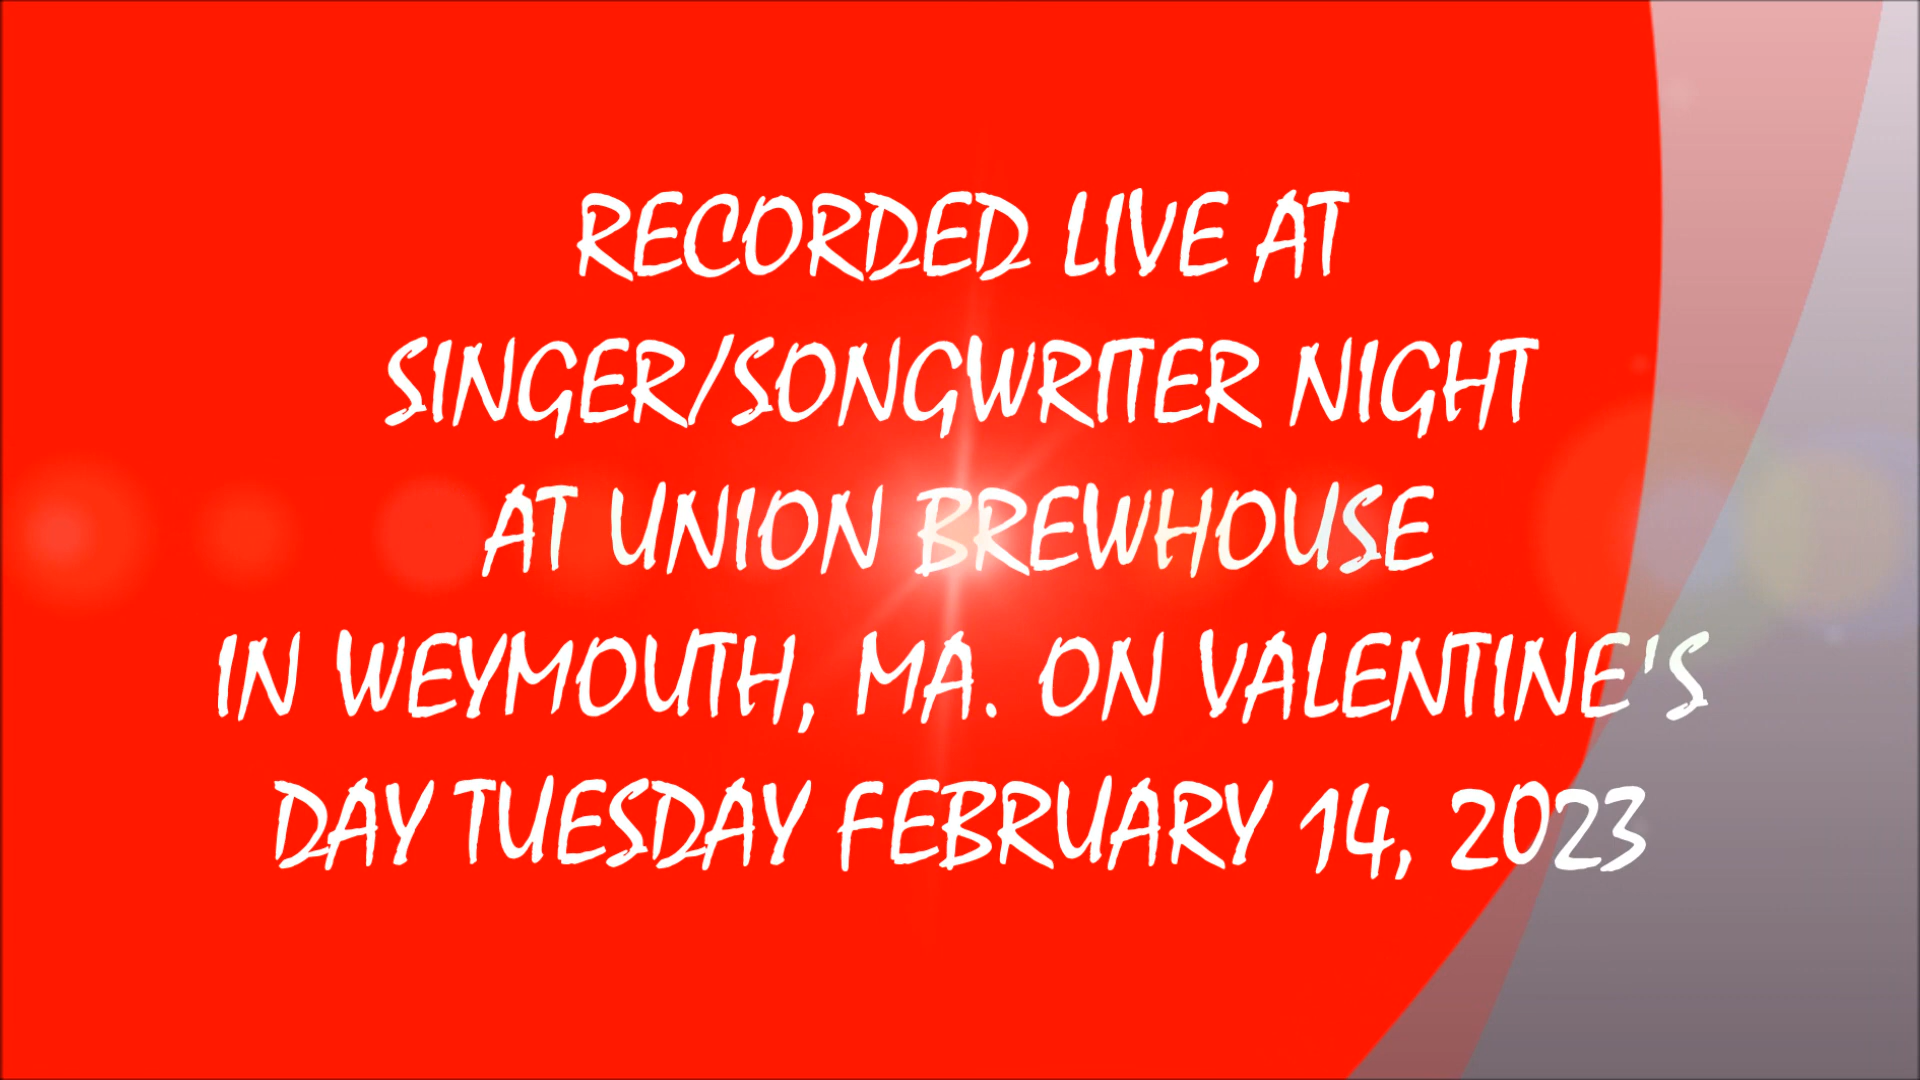 RECORDED LIVE AT
SINGER/SONGWRITER NIGHT
AT UNION BREWHOUSE
IN WEYMOUTH, MA. ON VALENTINE'S
DAY TUESDAY FEBRUARY 14, 2023